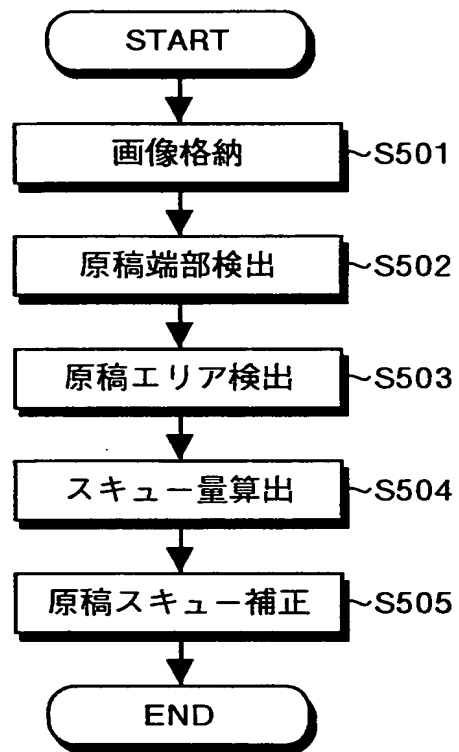 START
画像格納 S501
原稿端部検出 S502
原稿エリア検出 S503
スキュー量算出 S504
原稿スキュー補正 S505
END